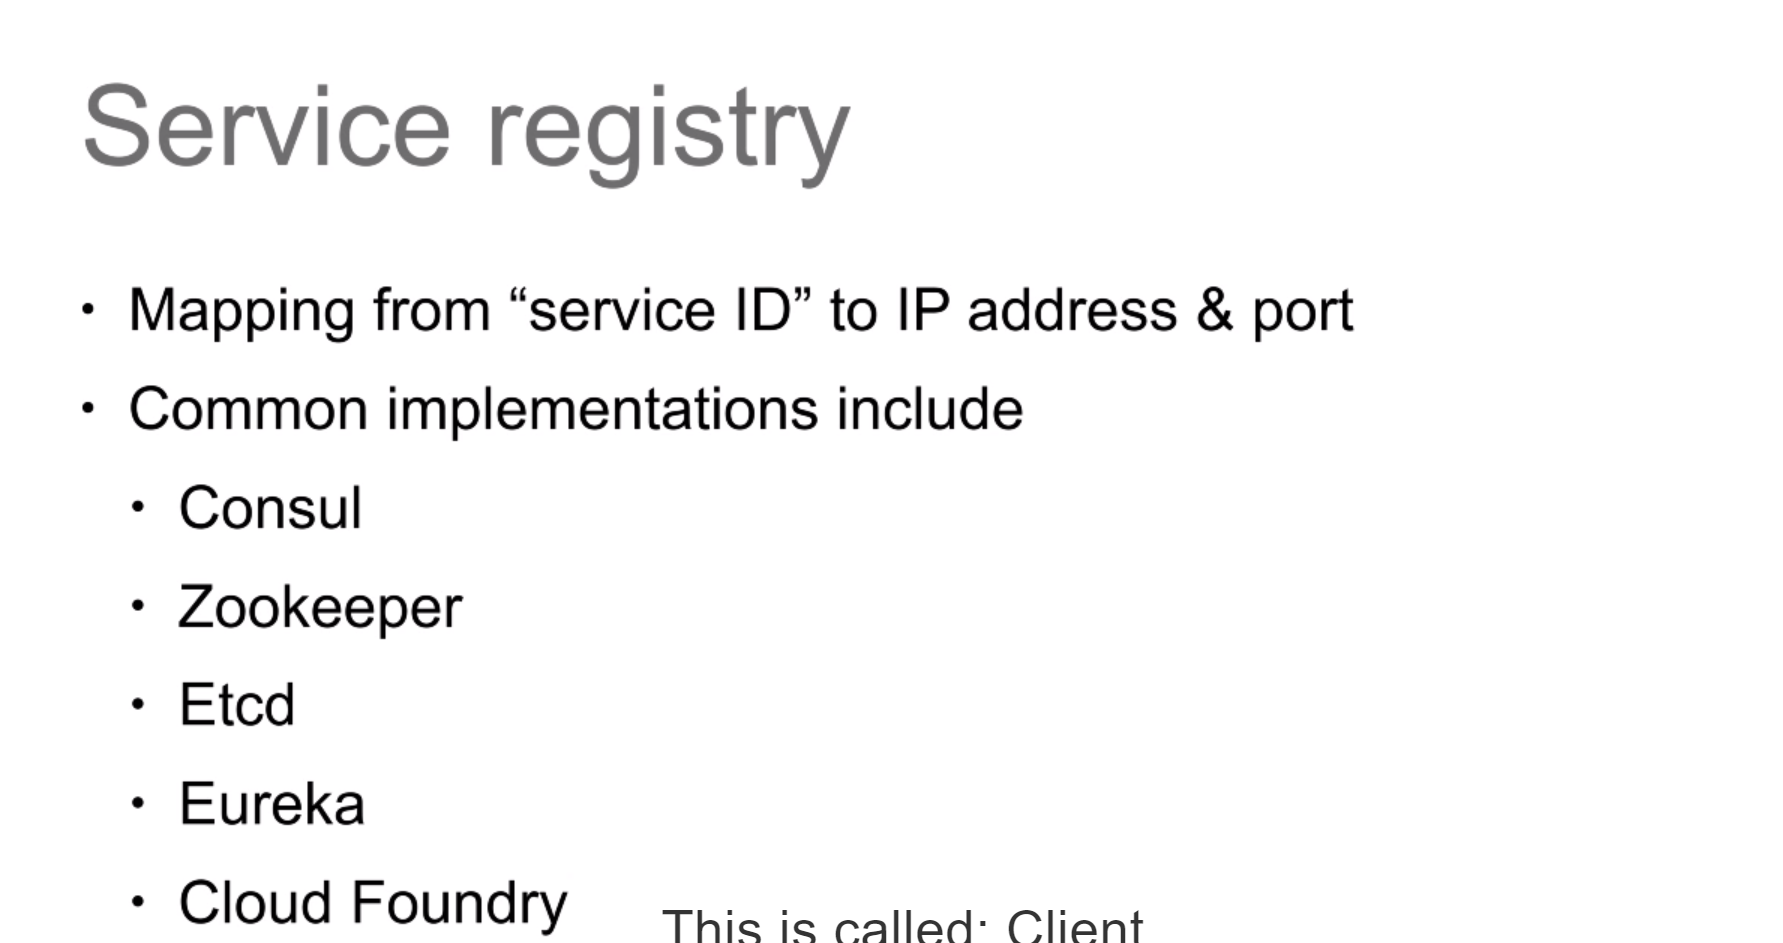 Service registry
• Mapping from “service ID” to IP address & port
• Common implementations include
• Consul
• Zookeeper
• Etcd
• Eureka
• Cloud Foundry
This is called: Client